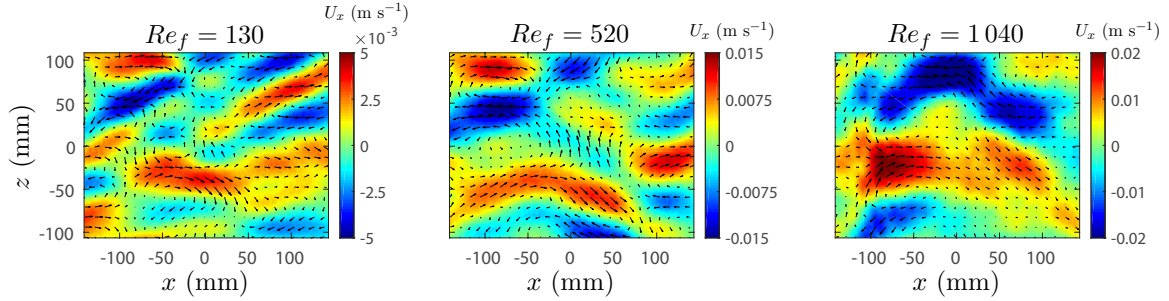 U_x (m s⁻¹) U_x (m s⁻¹) U_x (m s⁻¹)
Re_f = 130 ×10⁻³ Re_f = 520 Re_f = 1 040
100 5 0.015 0.02
50 2.5 0.0075 0.01
z (mm) 0 0 0 0
-50 -2.5 -0.0075 -0.01
-100 -5 -0.015 -0.02
-100 -50 0 50 100 -100 -50 0 50 100 -100 -50 0 50 100
x (mm) x (mm) x (mm)